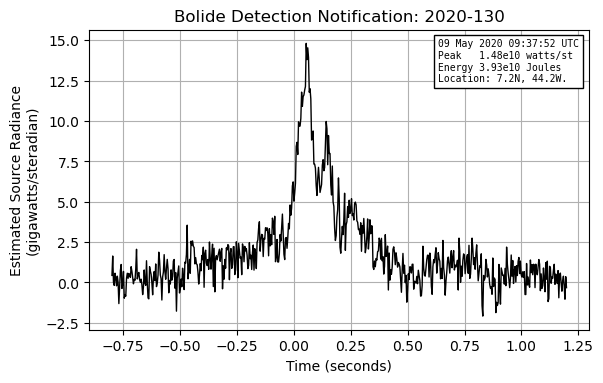 Bolide Detection Notification: 2020-130
09 May 2020 09:37:52 UTC
Peak   1.48e10 watts/st
Energy 3.93e10 Joules
Location: 7.2N, 44.2W.
Estimated Source Radiance
(gigawatts/steradian)
15.0
12.5
10.0
7.5
5.0
2.5
0.0
−2.5
−0.75 −0.50 −0.25 0.00 0.25 0.50 0.75 1.00 1.25
Time (seconds)